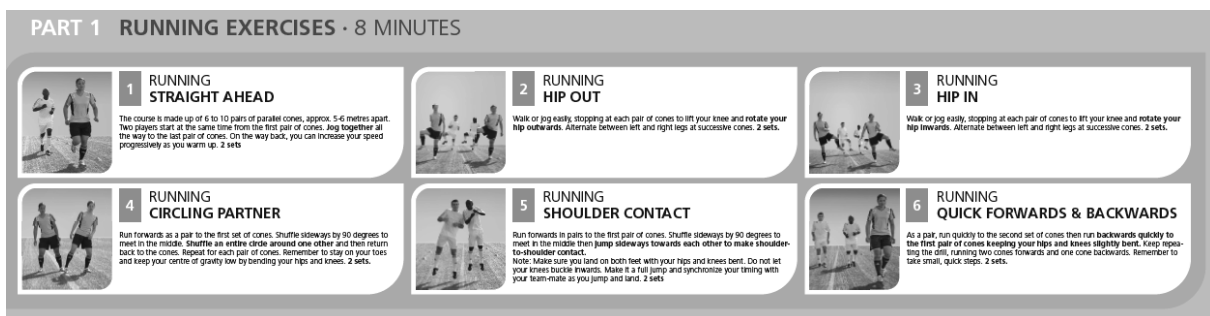 PART 1 RUNNING EXERCISES · 8 MINUTES
1 RUNNING
STRAIGHT AHEAD
The course is made up of 6 to 10 pairs of parallel cones, approx. 5-6 metres apart.
Two players start at the same time from the first pair of cones. Jog together all
the way to the last pair of cones. On the way back, you can increase your speed
progressively as you warm up. 2 sets
2 RUNNING
HIP OUT
Walk or jog easily, stopping at each pair of cones to lift your knee and rotate your
hip outwards. Alternate between left and right legs at successive cones. 2 sets.
3 RUNNING
HIP IN
Walk or jog easily, stopping at each pair of cones to lift your knee and rotate your
hip inwards. Alternate between left and right legs at successive cones. 2 sets.
4 RUNNING
CIRCLING PARTNER
Run forwards as a pair to the first set of cones. Shuffle sideways by 90 degrees to
meet in the middle. Shuffle an entire circle around one other and then return
back to the cones. Repeat for each pair of cones. Remember to stay on your toes
and keep your centre of gravity low by bending your hips and knees. 2 sets.
5 RUNNING
SHOULDER CONTACT
Run forwards in pairs to the first pair of cones. Shuffle sideways by 90 degrees to
meet in the middle then jump sideways towards each other to make shoulder-
to-shoulder contact.
Note: Make sure you land on both feet with your hips and knees bent. Do not let
your knees buckle inwards. Make it a full jump and synchronize your timing with
your team-mate as you jump and land. 2 sets
6 RUNNING
QUICK FORWARDS & BACKWARDS
As a pair, run quickly to the second set of cones then run backwards quickly to
the first pair of cones keeping your hips and knees slightly bent. Keep repea-
ting the drill, running two cones forwards and one cone backwards. Remember to
take small, quick steps. 2 sets.